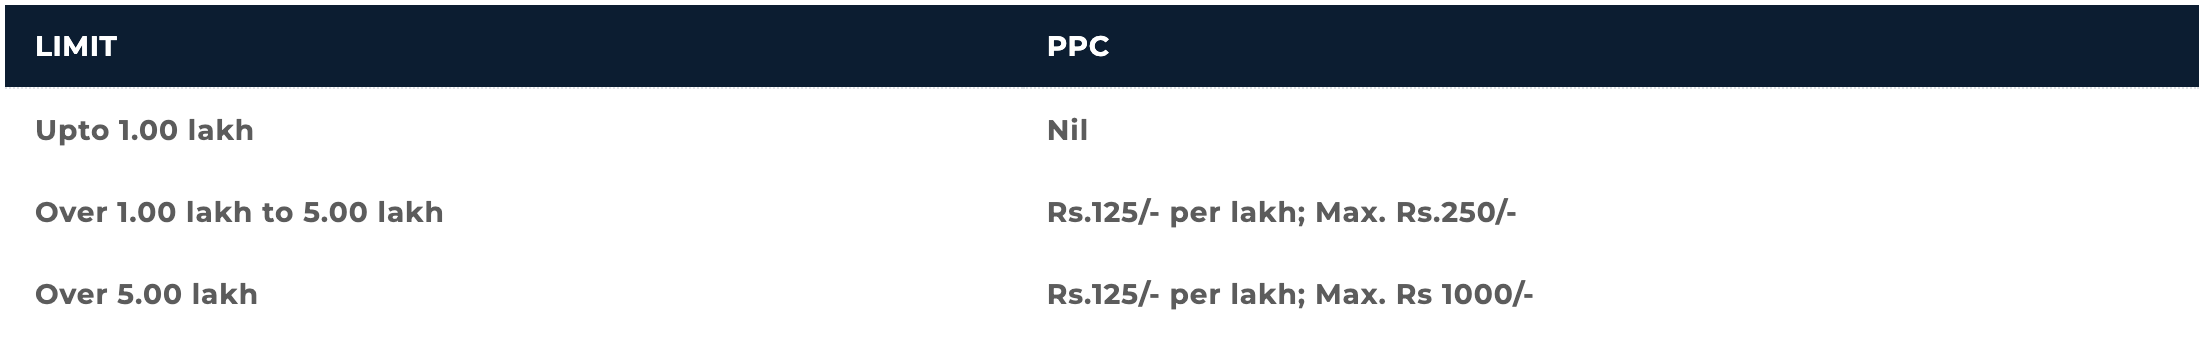 LIMIT PPC
Upto 1.00 lakh Nil
Over 1.00 lakh to 5.00 lakh Rs.125/- per lakh; Max. Rs.250/-
Over 5.00 lakh Rs.125/- per lakh; Max. Rs 1000/-